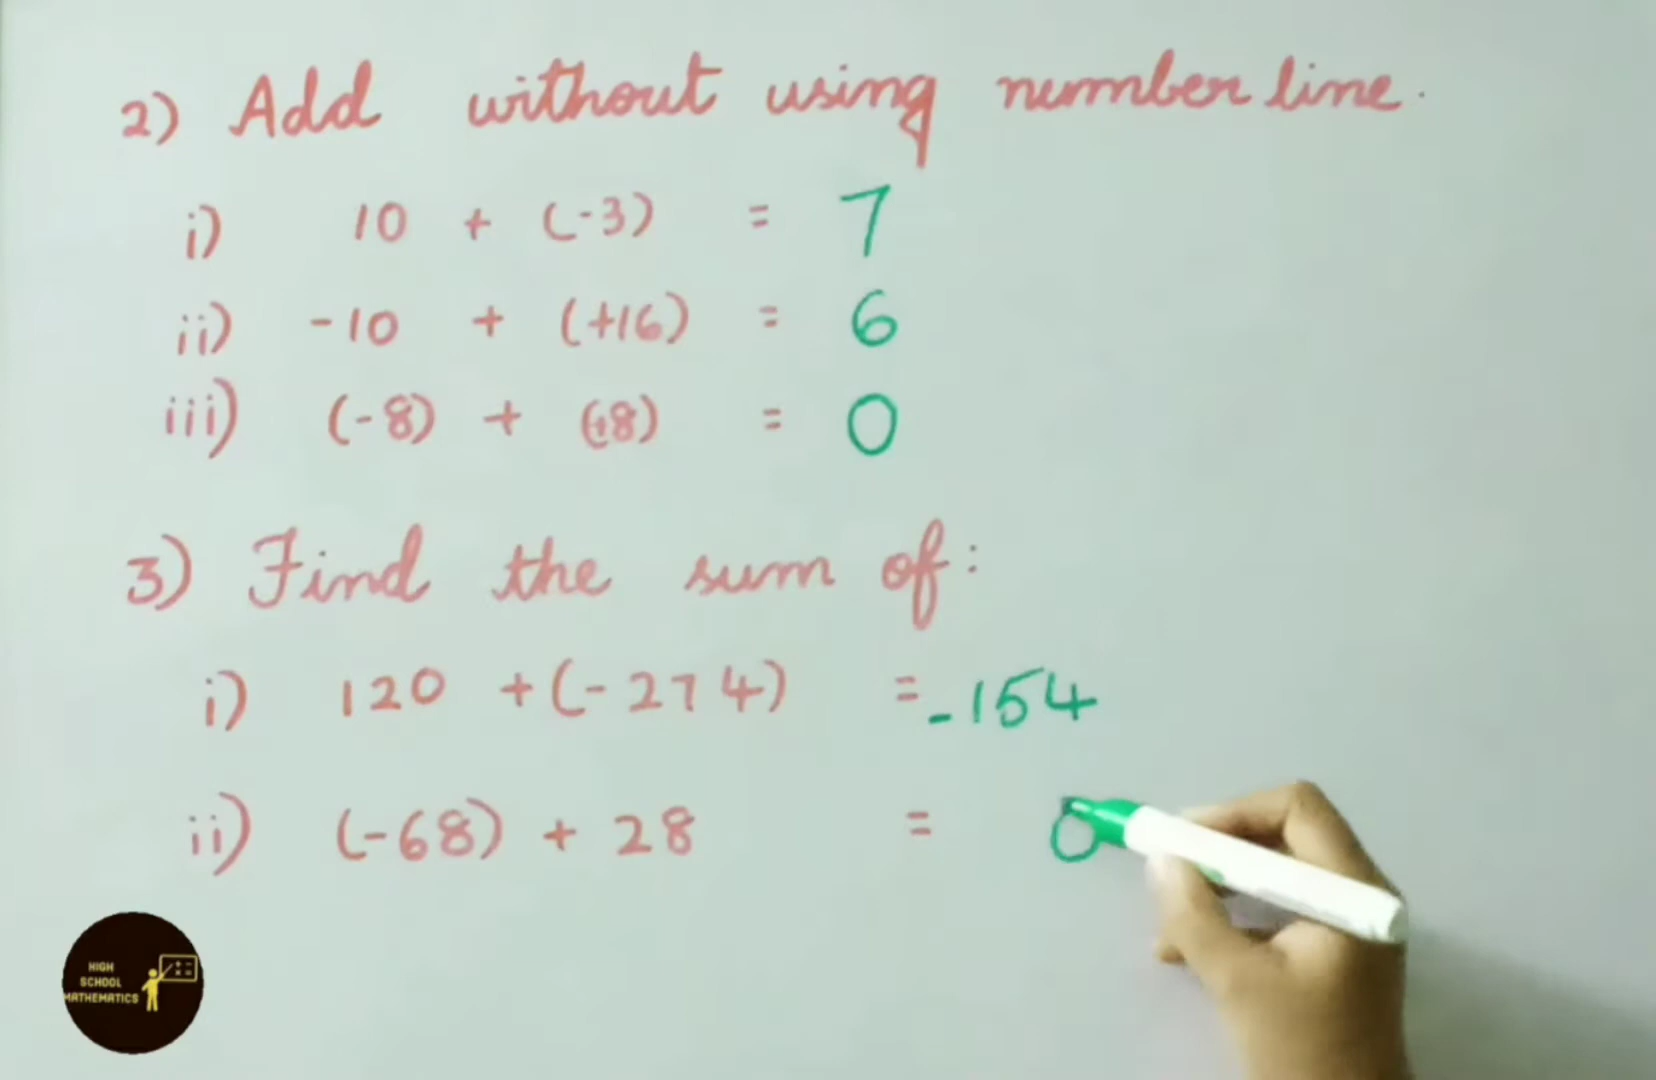 2) Add without using number line.
i) 10 + (-3) = 7
ii) -10 + (+16) = 6
iii) (-8) + (+8) = 0
3) Find the sum of:
i) 120 + (-274) = -154
ii) (-68) + 28 = 0
HIGH
SCHOOL
MATHEMATICS